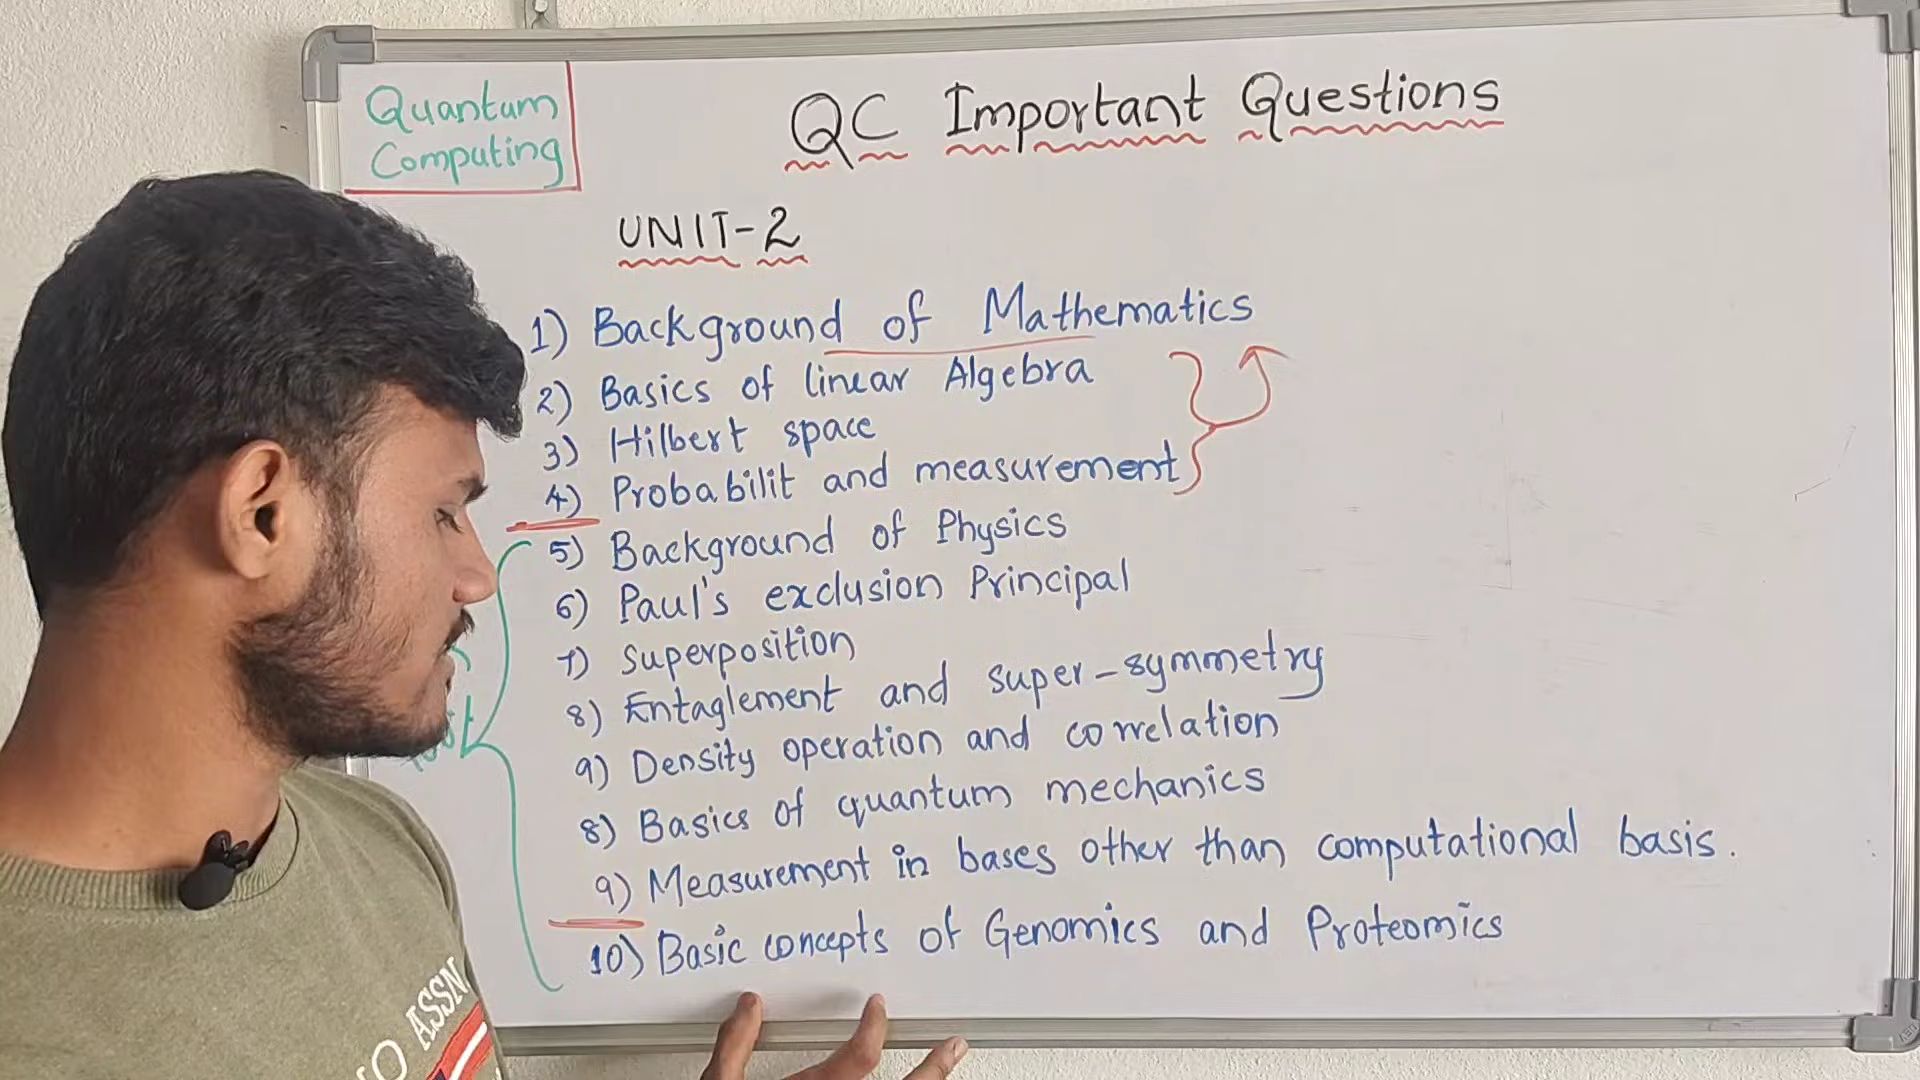 Quantum
Computing
QC Important Questions
UNIT-2
1) Background of Mathematics
2) Basics of linear Algebra
3) Hilbert space
4) Probabilit and measurement
5) Background of Physics
6) Paul's exclusion Principal
7) Superposition
8) Entaglement and super-symmetry
9) Density operation and correlation
8) Basics of quantum mechanics
9) Measurement in bases other than computational basis.
10) Basic concepts of Genomics and Proteomics
ASSN